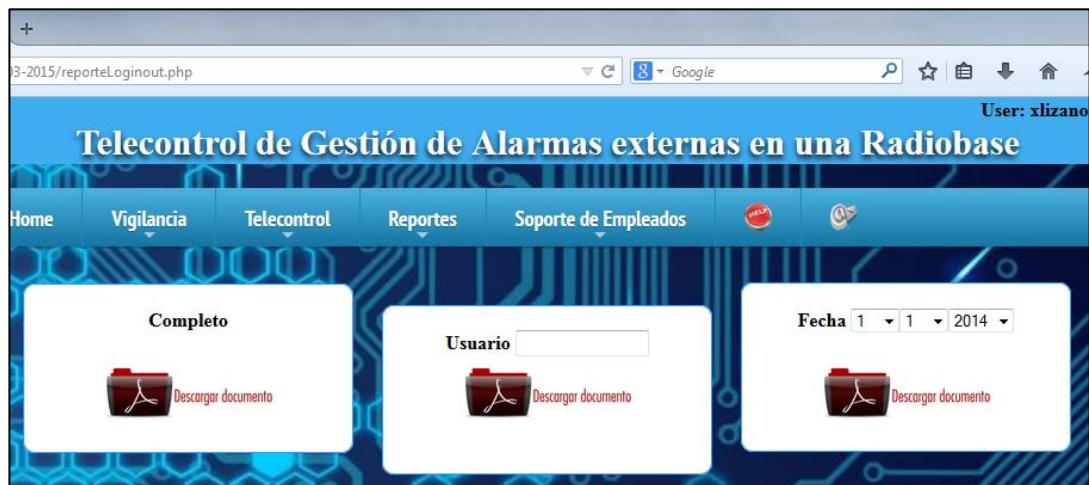 +
03-2015/reporteLoginout.php
8 Google
User: xlizano
Telecontrol de Gestión de Alarmas externas en una Radiobase
Home Vigilancia Telecontrol Reportes Soporte de Empleados HELP @
Completo
Descargar documento
Usuario
Descargar documento
Fecha 1 1 2014
Descargar documento